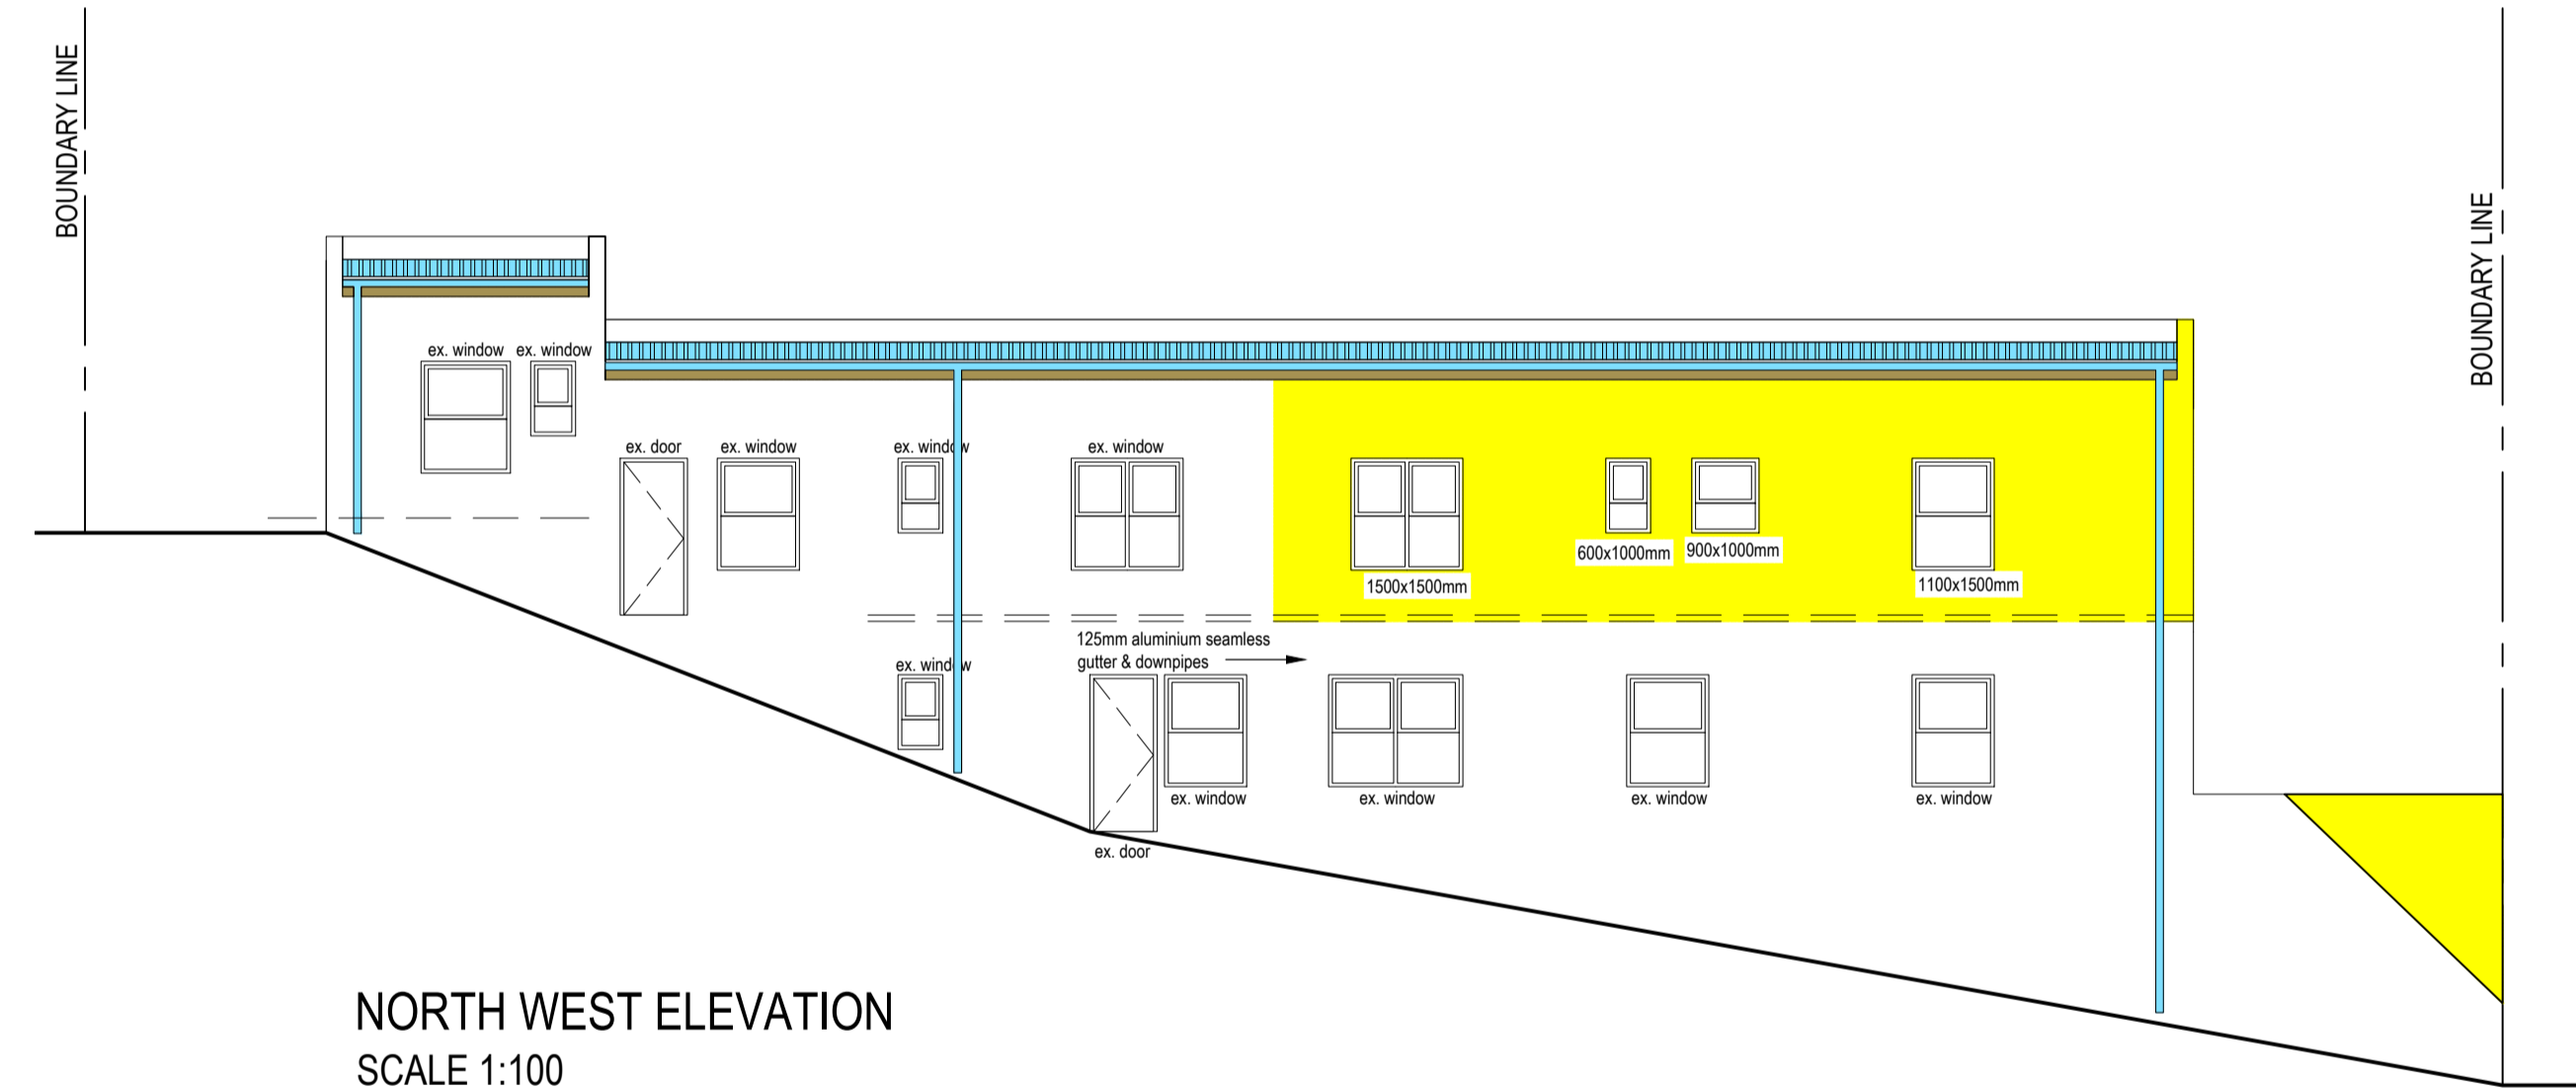 BOUNDARY LINE
BOUNDARY LINE
ex. window
ex. window
ex. door
ex. window
ex. window
ex. window
600x1000mm
900x1000mm
1500x1500mm
1100x1500mm
125mm aluminium seamless
gutter & downpipes
ex. window
ex. window
ex. window
ex. window
ex. window
ex. door
NORTH WEST ELEVATION
SCALE 1:100